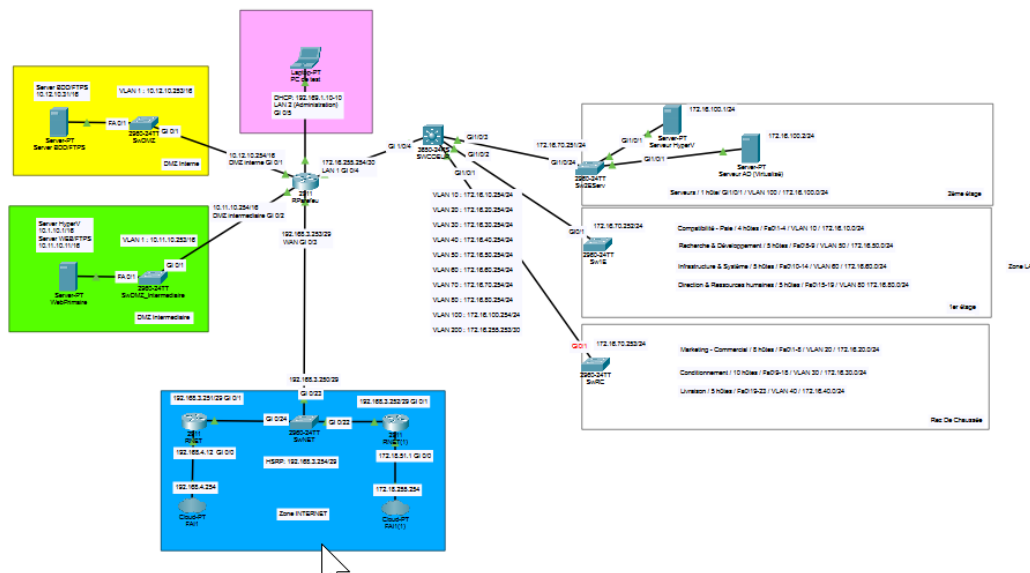 Server BDD/FTPS
10.12.10.31/16
VLAN 1 : 10.12.10.253/16
FA 0/1
GI 0/1
2960-24TT
SwDMZ
Server-PT
Server BDD/FTPS
DMZ Interne
Laptop-PT
PC de test
DHCP: 192.169.1.10-10
LAN 2 (Administration)
GI 0/5
10.12.10.254/16
DMZ interne GI 0/1
172.16.255.254/30
LAN 1 GI 0/4
2911
RParefeu
10.11.10.254/16
DMZ intermediaire GI 0/2
192.168.3.253/29
WAN GI 0/3
Server HyperV
10.1.10.1/16
Server WEB/FTPS
10.11.10.11/16
VLAN 1 : 10.11.10.253/16
GI 0/1
FA 0/1
2960-24TT
SwDMZ_Intermediaire
Server-PT
WebPrimaire
DMZ Intermediaire
GI 1/0/4
3650-24PS
SWCOEUR
GI1/0/3
GI1/0/2
GI1/0/1
VLAN 10 : 172.16.10.254/24
VLAN 20 : 172.16.20.254/24
VLAN 30 : 172.16.30.254/24
VLAN 40 : 172.16.40.254/24
VLAN 50 : 172.16.50.254/24
VLAN 60 : 172.16.60.254/24
VLAN 70 : 172.16.70.254/24
VLAN 80 : 172.16.80.254/24
VLAN 100 : 172.16.100.254/24
VLAN 200 : 172.16.255.253/30
172.16.70.251/24
GI1/0/24
2960-24TT
Sw2EServ
GI1/0/1
GI1/0/1
172.16.100.1/24
Server-PT
Serveur HyperV
172.16.100.2/24
Server-PT
Serveur AD (Virtualisé)
Serveurs / 1 hôte/ GI1/0/1 / VLAN 100 / 172.16.100.0/24
2ème étage
172.16.70.252/24
GI0/1
2960-24TT
Sw1E
Comptabilité - Paie / 4 hôtes / Fa0/1-4 / VLAN 10 / 172.16.10.0/24
Recherche & Développement / 5 hôtes / Fa0/5-9 / VLAN 50 / 172.16.50.0/24
Infrastructure & Système / 5 hôtes / Fa0/10-14 / VLAN 60 / 172.16.60.0/24
Direction & Ressources humaines / 5 hôtes / Fa0/15-19 / VLAN 80 172.16.80.0/24
1er étage
Zone LA
172.16.70.253/24
GI0/1
2960-24TT
SwRC
Marketing - Commercial / 8 hôtes / Fa0/1-8 / VLAN 20 / 172.16.20.0/24
Conditionnement / 10 hôtes / Fa0/9-18 / VLAN 30 / 172.16.30.0/24
Livraison / 5 hôtes / Fa0/19-23 / VLAN 40 / 172.16.40.0/24
Rez De Chaussée
192.168.3.250/29
GI 0/23
192.168.3.251/29 GI 0/1
192.168.3.252/29 GI 0/1
GI 0/24
GI 0/22
2911
RNET
2960-24TT
SwNET
2911
RNET(1)
192.168.4.12 GI 0/0
HSRP: 192.168.3.254/29
172.18.51.1 GI 0/0
192.168.4.254
172.18.255.254
Cloud-PT
FAI1
Zone INTERNET
Cloud-PT
FAI1(1)